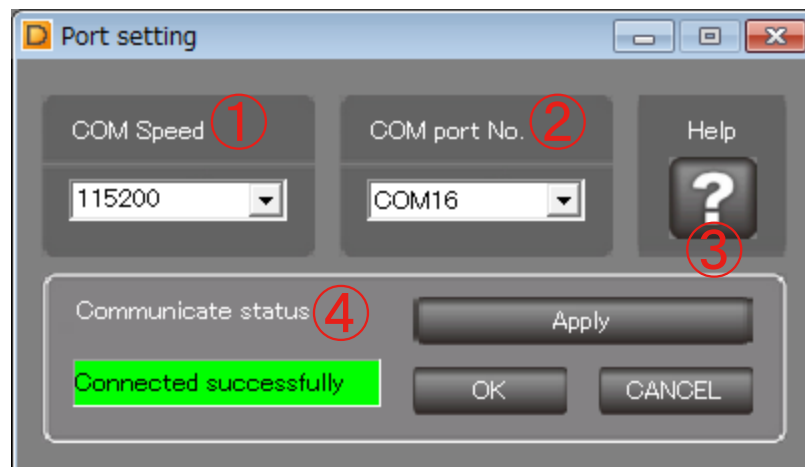 D Port setting
COM Speed ①
COM port No. ②
Help
115200
COM16
?
③
Communicate status ④
Apply
Connected successfully
OK
CANCEL